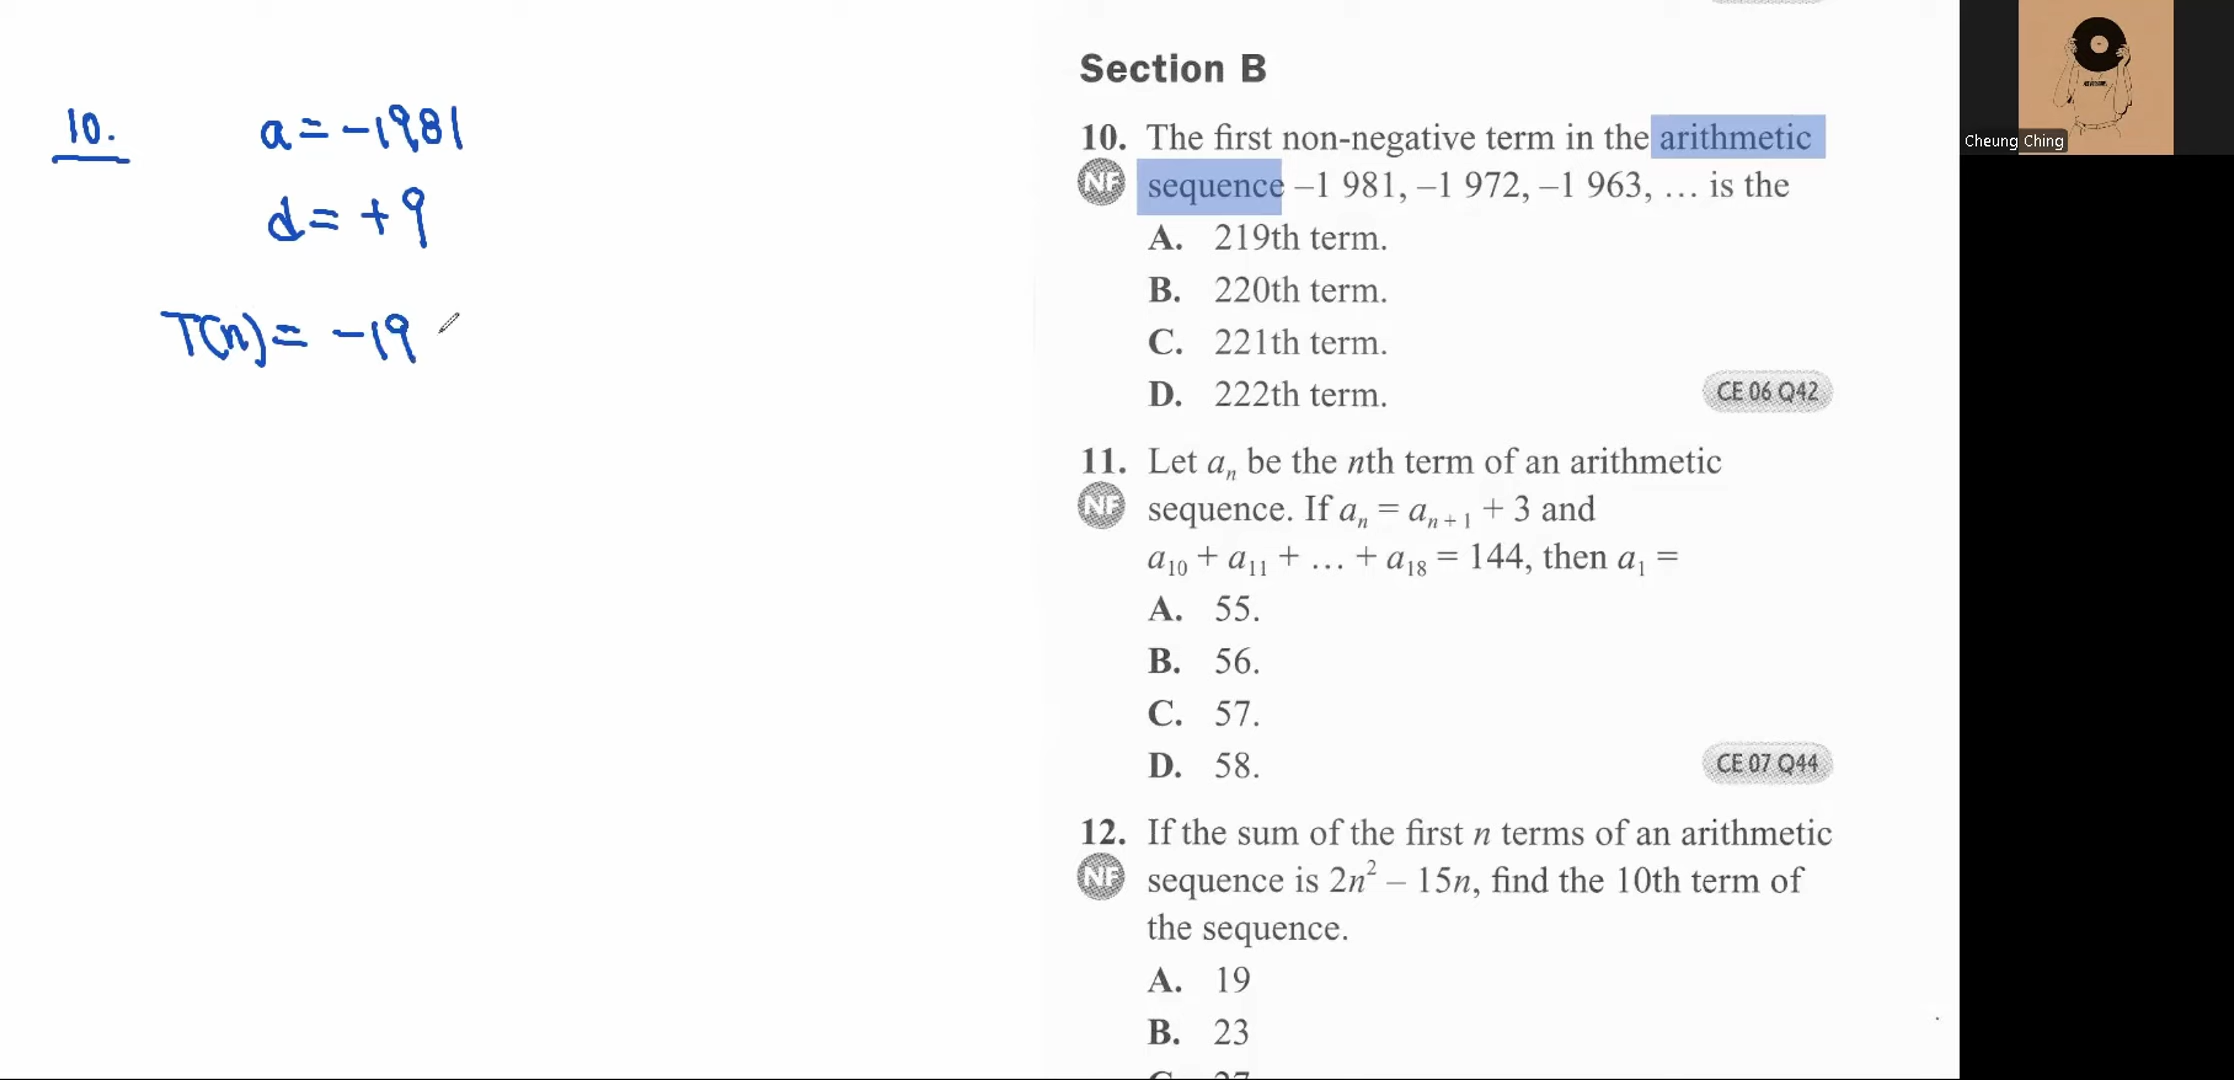 10. a = -1981
d = +9
T(n) = -19
Section B
10. The first non-negative term in the arithmetic
NF sequence –1 981, –1 972, –1 963, … is the
A. 219th term.
B. 220th term.
C. 221th term.
D. 222th term. CE 06 Q42
11. Let aₙ be the nth term of an arithmetic
NF sequence. If aₙ = aₙ₊₁ + 3 and
a₁₀ + a₁₁ + … + a₁₈ = 144, then a₁ =
A. 55.
B. 56.
C. 57.
D. 58. CE 07 Q44
12. If the sum of the first n terms of an arithmetic
NF sequence is 2n² – 15n, find the 10th term of
the sequence.
A. 19
B. 23
Cheung Ching